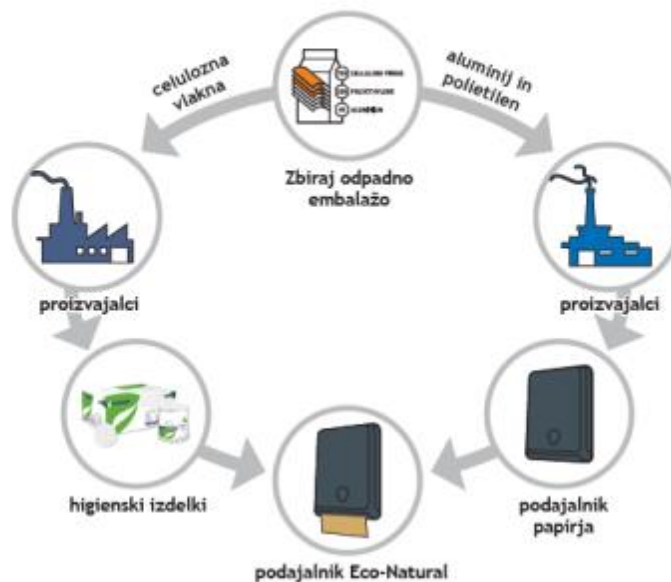 celulozna
vlakna
aluminij in
polietilen
Zbiraj odpadno
embalažo
proizvajalci
proizvajalci
higienski izdelki
podajalnik
papirja
podajalnik Eco-Natural